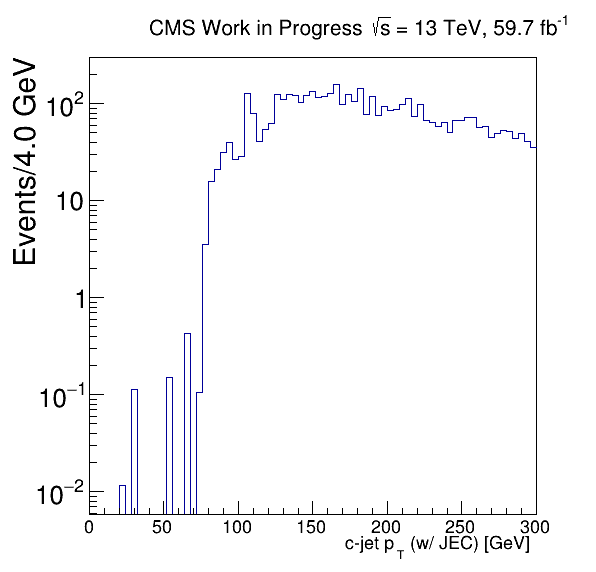 CMS Work in Progress √s = 13 TeV, 59.7 fb⁻¹
Events/4.0 GeV
10²
10
1
10⁻¹
10⁻²
0 50 100 150 200 250 300
c-jet p_T (w/ JEC) [GeV]